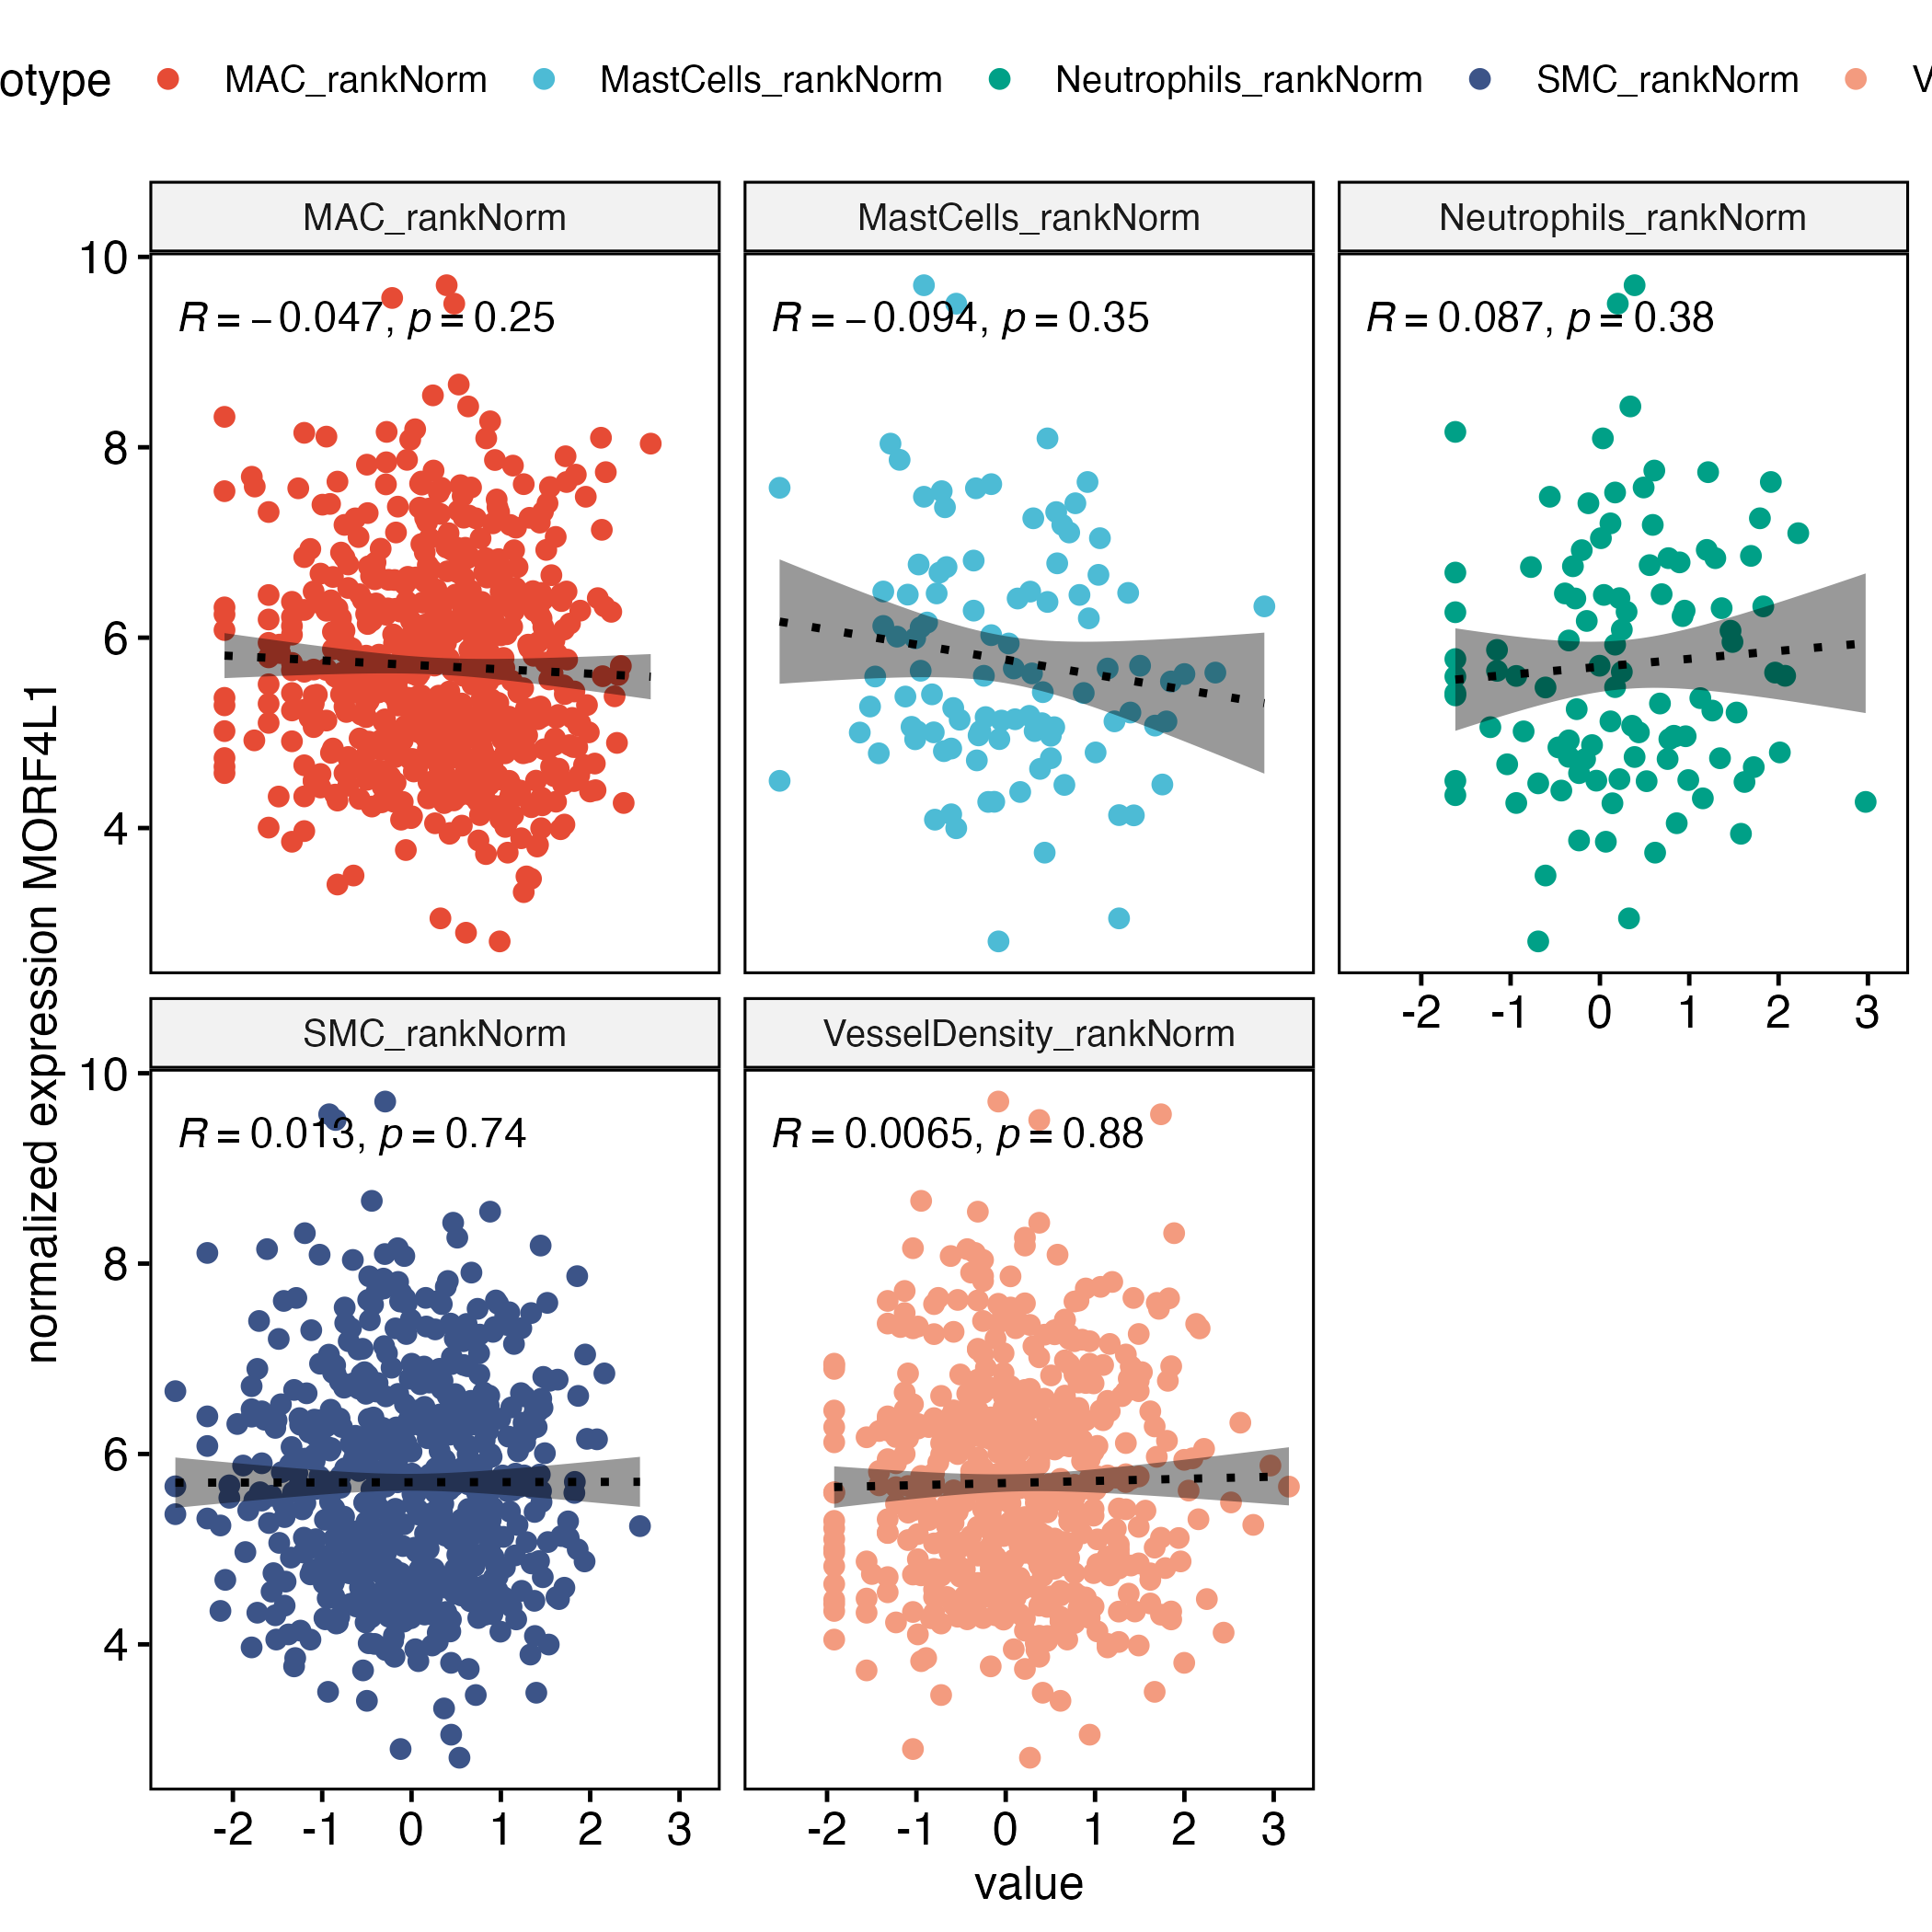 otype MAC_rankNorm MastCells_rankNorm Neutrophils_rankNorm SMC_rankNorm V
MAC_rankNorm MastCells_rankNorm Neutrophils_rankNorm
R = −0.047, p = 0.25 R = −0.094, p = 0.35 R = 0.087, p = 0.38
10
8
6
4
-2 -1 0 1 2 3
SMC_rankNorm VesselDensity_rankNorm
R = 0.013, p = 0.74 R = 0.0065, p = 0.88
10
8
6
4
-2 -1 0 1 2 3 -2 -1 0 1 2 3
value
normalized expression MORF4L1